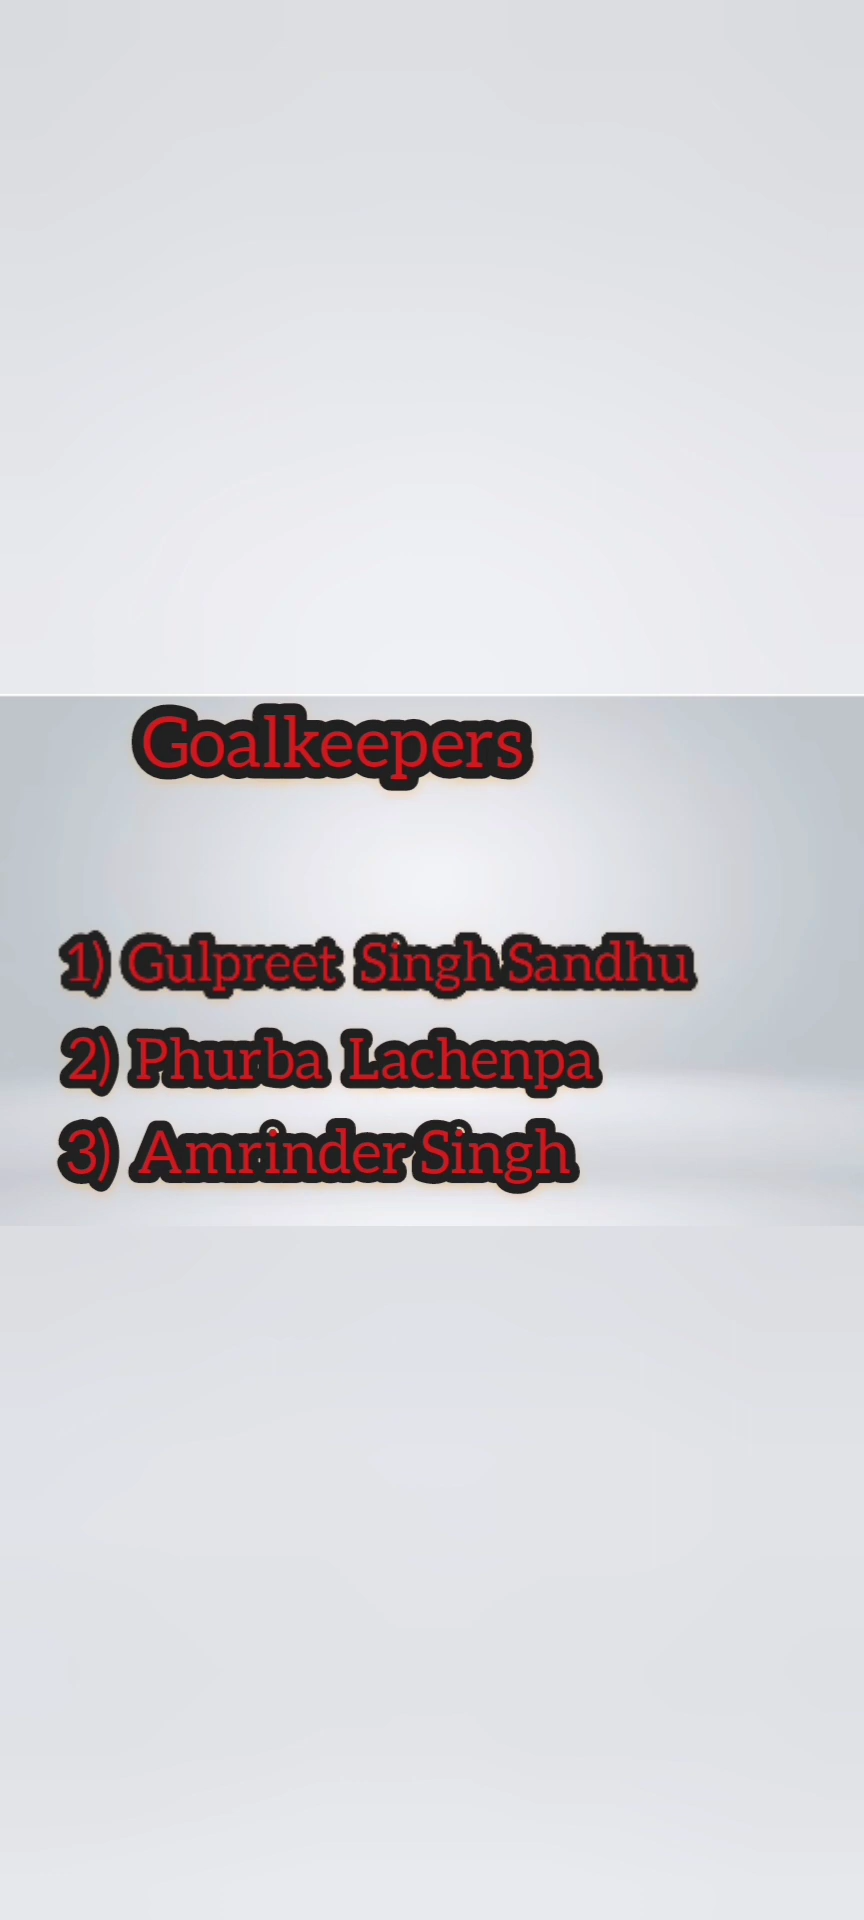 Goalkeepers
1) Gulpreet Singh Sandhu
2) Phurba Lachenpa
3) Amrinder Singh